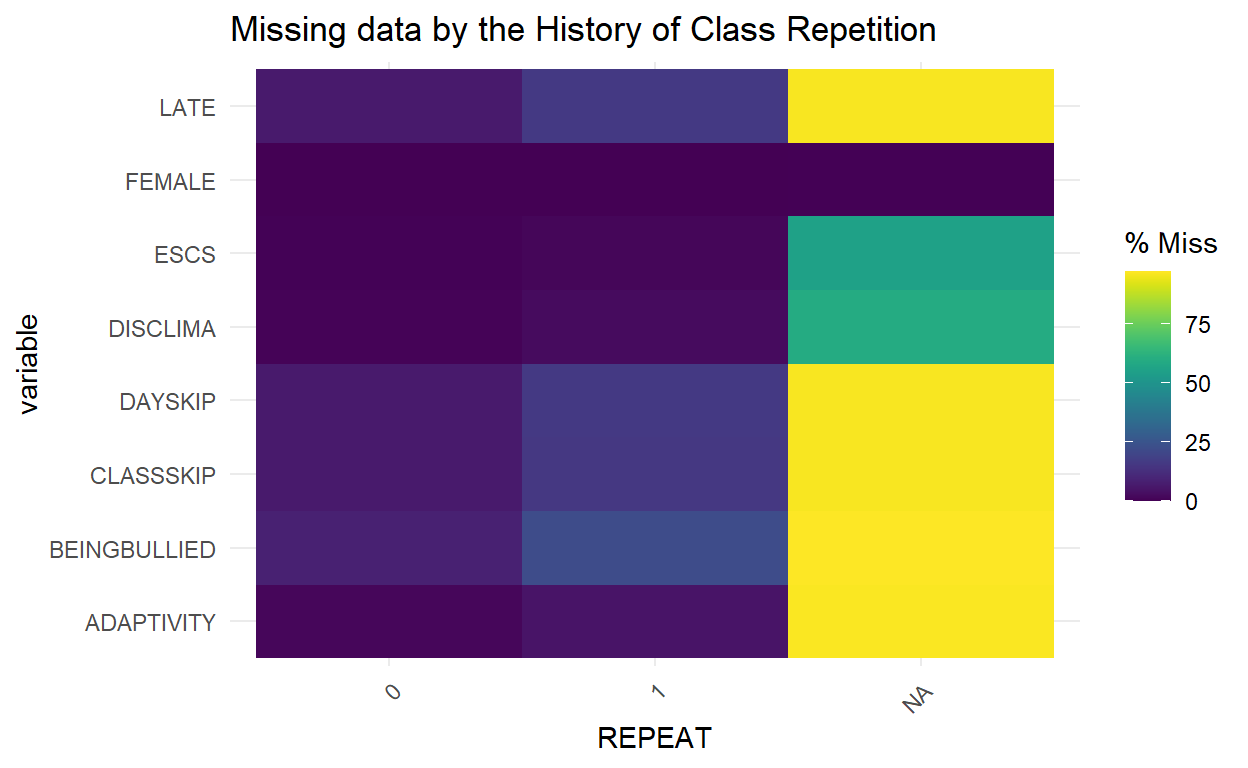 Missing data by the History of Class Repetition
LATE
FEMALE
ESCS
DISCLIMA
DAYSKIP
CLASSSKIP
BEINGBULLIED
ADAPTIVITY
variable
0
1
NA
REPEAT
% Miss
75
50
25
0